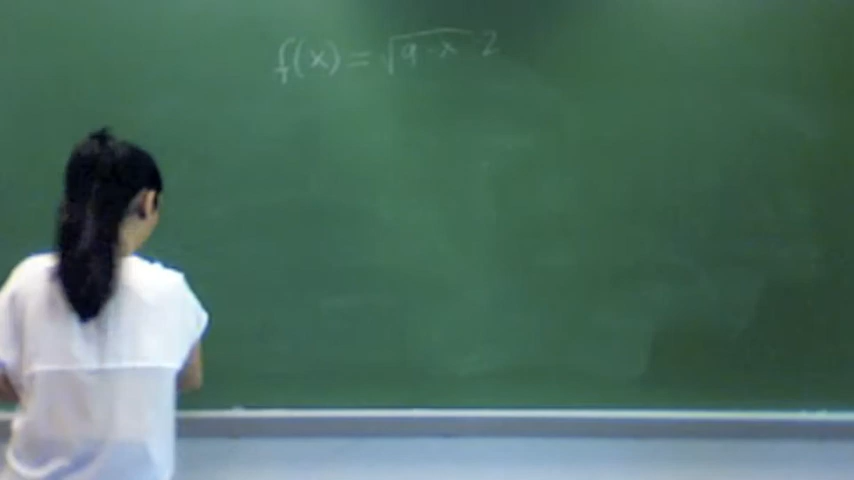 f(x) = √9-x 2